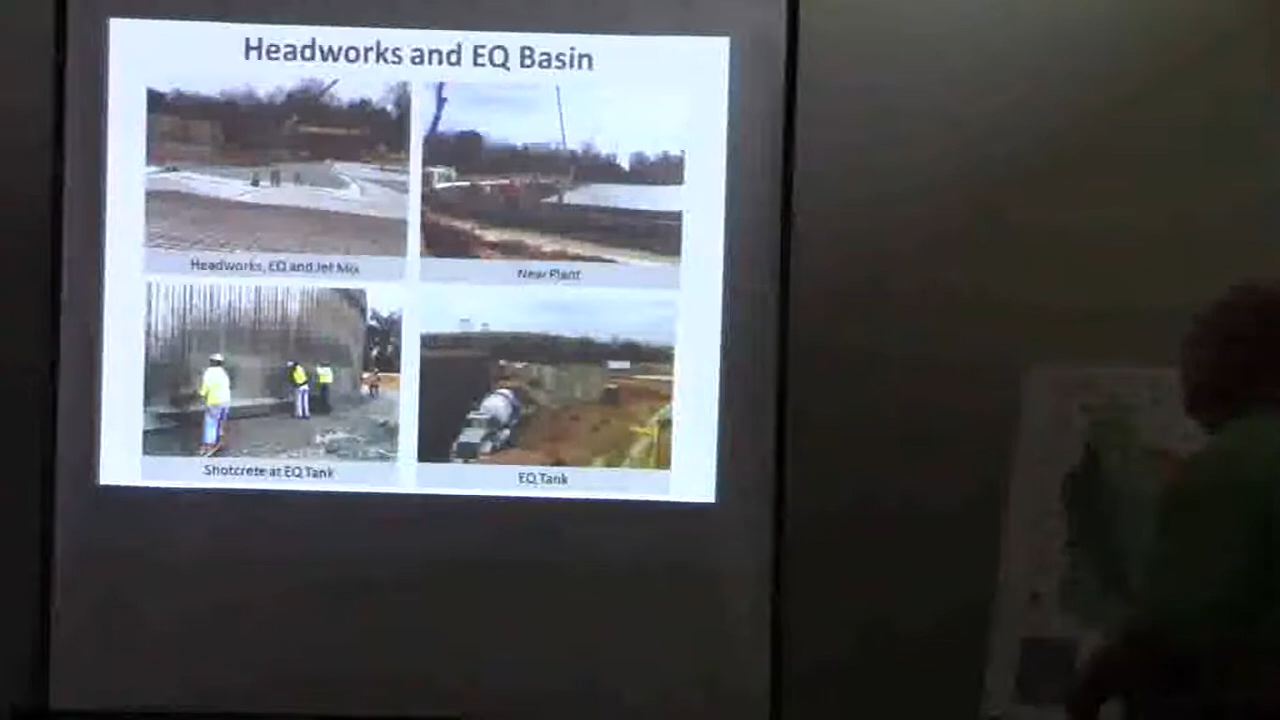 Headworks and EQ Basin
Headworks, EQ and Jet Mix
New Plant
Shotcrete at EQ Tank
EQ Tank